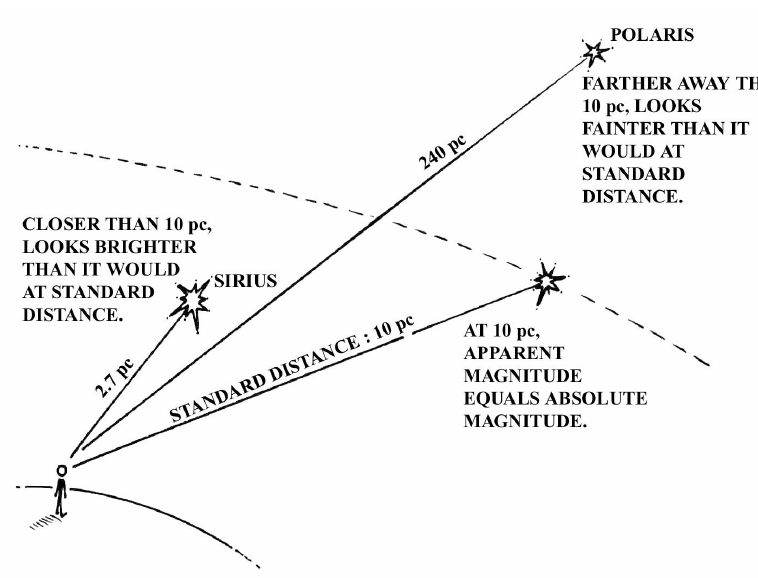 POLARIS
FARTHER AWAY
10 pc, LOOKS
FAINTER THAN IT
WOULD AT
STANDARD
DISTANCE.
240 pc
CLOSER THAN 10 pc,
LOOKS BRIGHTER
THAN IT WOULD
AT STANDARD
DISTANCE.
SIRIUS
2.7 pc
STANDARD DISTANCE : 10 pc
AT 10 pc,
APPARENT
MAGNITUDE
EQUALS ABSOLUTE
MAGNITUDE.